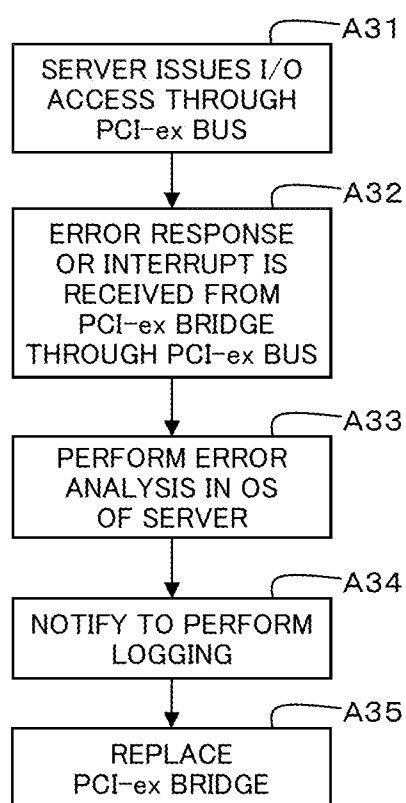 A31
SERVER ISSUES I/O
ACCESS THROUGH
PCI-ex BUS
A32
ERROR RESPONSE
OR INTERRUPT IS
RECEIVED FROM
PCI-ex BRIDGE
THROUGH PCI-ex BUS
A33
PERFORM ERROR
ANALYSIS IN OS
OF SERVER
A34
NOTIFY TO PERFORM
LOGGING
A35
REPLACE
PCI-ex BRIDGE